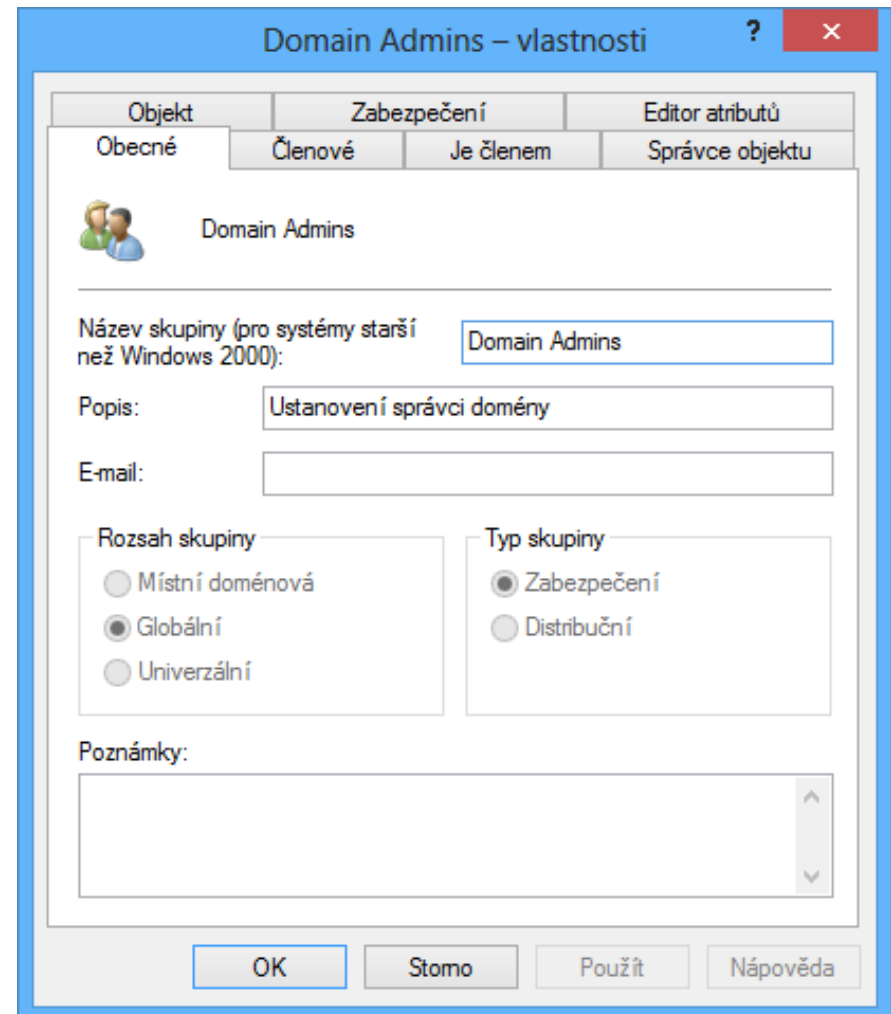 Domain Admins – vlastnosti ?
Objekt Zabezpečení Editor atributů
Obecné Členové Je členem Správce objektu
Domain Admins
Název skupiny (pro systémy starší
než Windows 2000): Domain Admins
Popis: Ustanovení správci domény
E-mail:
Rozsah skupiny Typ skupiny
Místní doménová Zabezpečení
Globální Distribuční
Univerzální
Poznámky:
OK Storno Použít Nápověda